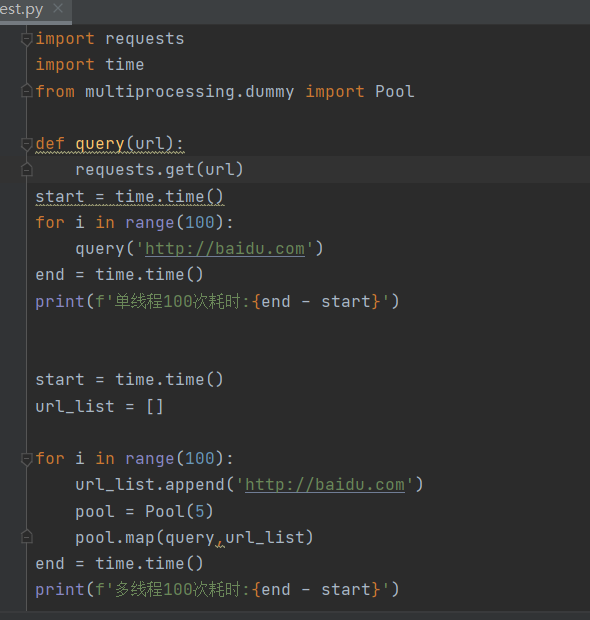 est.py
import requests
import time
from multiprocessing.dummy import Pool
def query(url):
    requests.get(url)
start = time.time()
for i in range(100):
    query('http://baidu.com')
end = time.time()
print(f'单线程100次耗时:{end - start}')
start = time.time()
url_list = []
for i in range(100):
    url_list.append('http://baidu.com')
    pool = Pool(5)
    pool.map(query,url_list)
end = time.time()
print(f'多线程100次耗时:{end - start}')